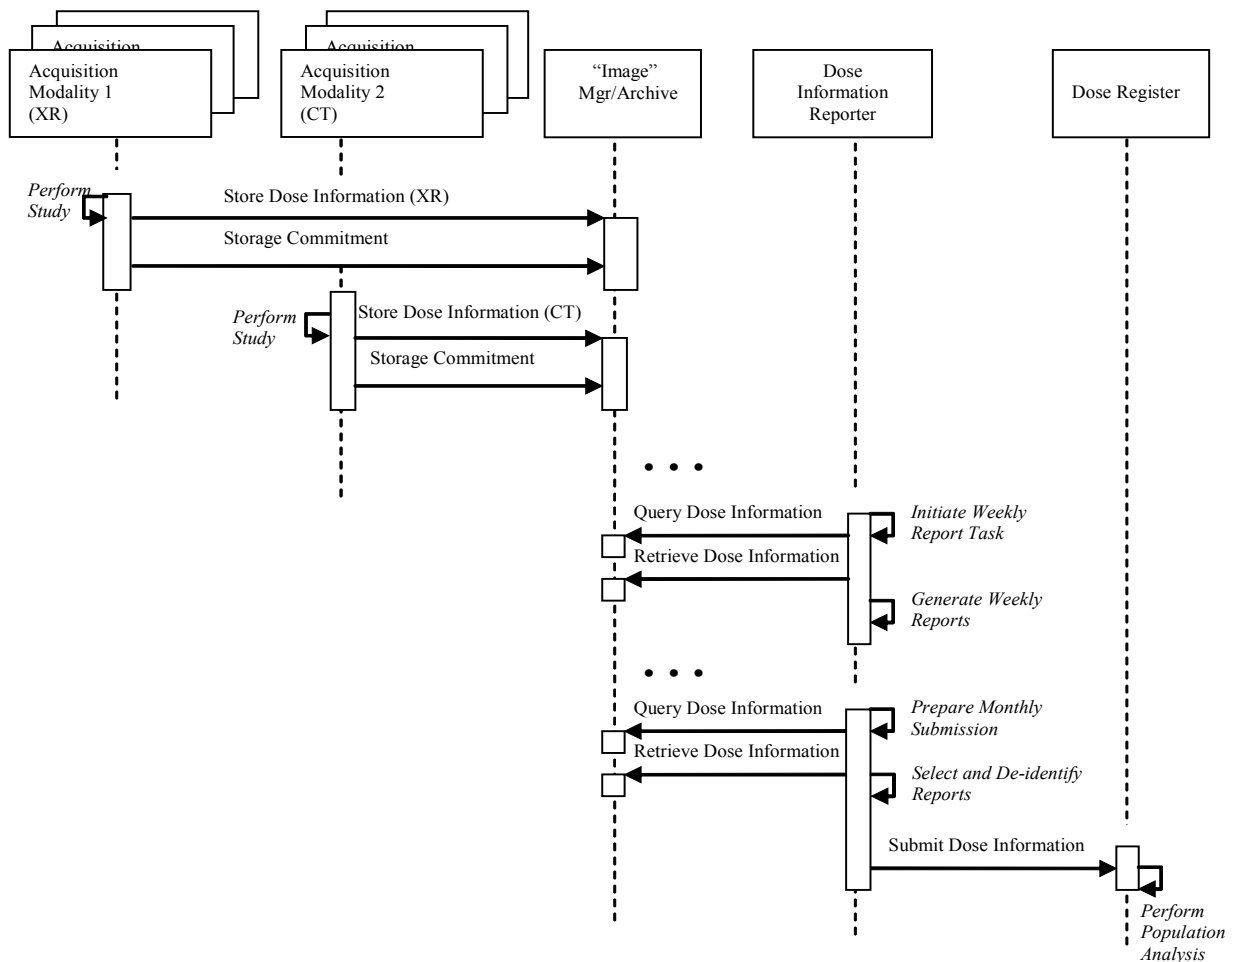 Acquisition
Acquisition
Modality 1
(XR)
Acquisition
Acquisition
Modality 2
(CT)
“Image”
Mgr/Archive
Dose
Information
Reporter
Dose Register
Perform
Study
Store Dose Information (XR)
Storage Commitment
Perform
Study
Store Dose Information (CT)
Storage Commitment
• • •
Query Dose Information
Initiate Weekly
Report Task
Retrieve Dose Information
Generate Weekly
Reports
• • •
Query Dose Information
Prepare Monthly
Submission
Retrieve Dose Information
Select and De-identify
Reports
Submit Dose Information
Perform
Population
Analysis